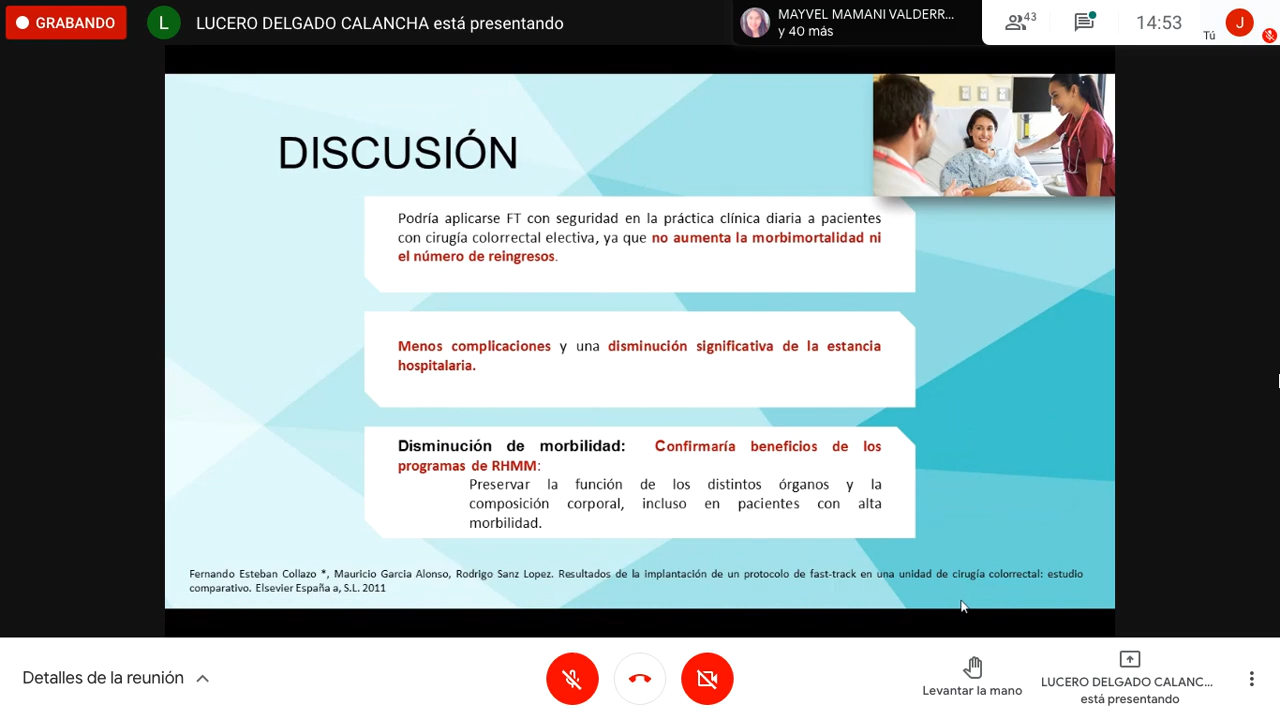 GRABANDO
L
LUCERO DELGADO CALANCHA está presentando
MAYVEL MAMANI VALDERR...
y 40 más
43
14:53
Tú
J
DISCUSIÓN
Podría aplicarse FT con seguridad en la práctica clínica diaria a pacientes
con cirugía colorrectal electiva, ya que no aumenta la morbimortalidad ni
el número de reingresos.
Menos complicaciones y una disminución significativa de la estancia
hospitalaria.
Disminución de morbilidad: Confirmaría beneficios de los
programas de RHMM:
Preservar la función de los distintos órganos y la
composición corporal, incluso en pacientes con alta
morbilidad.
Fernando Esteban Collazo *, Mauricio Garcia Alonso, Rodrigo Sanz Lopez. Resultados de la implantación de un protocolo de fast-track en una unidad de cirugía colorrectal: estudio
comparativo. Elsevier España a, S.L. 2011
Detalles de la reunión
Levantar la mano
LUCERO DELGADO CALANC...
está presentando